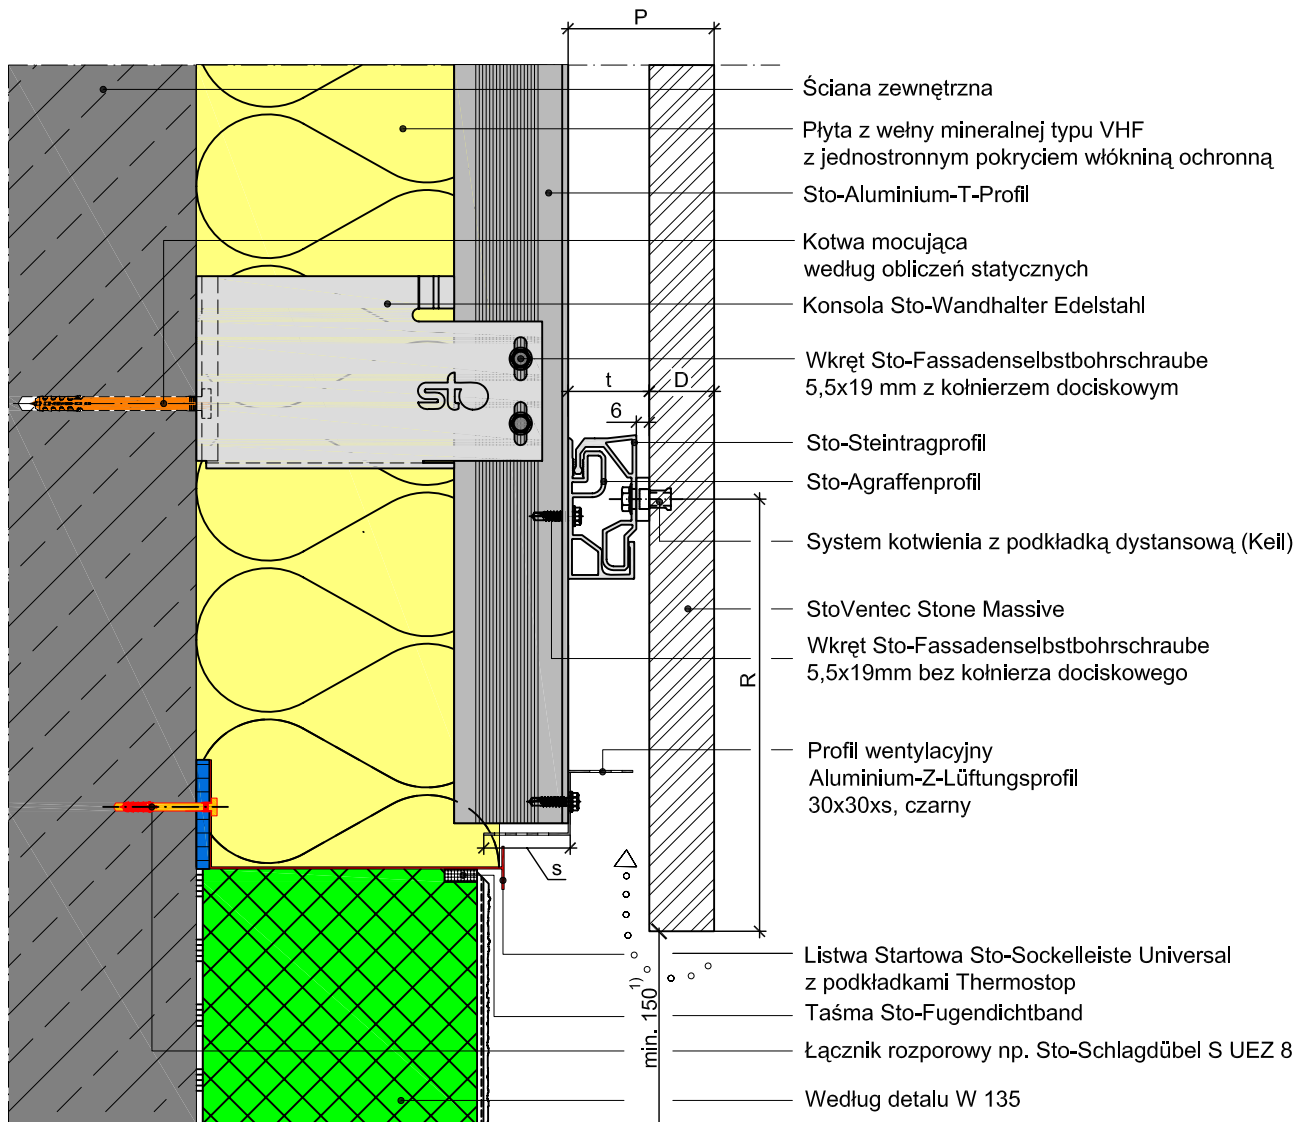 P
Ściana zewnętrzna
Płyta z wełny mineralnej typu VHF
z jednostronnym pokryciem włókniną ochronną
Sto-Aluminium-T-Profil
Kotwa mocująca
według obliczeń statycznych
Konsola Sto-Wandhalter Edelstahl
Wkręt Sto-Fassadenselbstbohrschraube
5,5x19 mm z kołnierzem dociskowym
t
D
sto
6
Sto-Steintragprofil
Sto-Agraffenprofil
System kotwienia z podkładką dystansową (Keil)
StoVentec Stone Massive
Wkręt Sto-Fassadenselbstbohrschraube
5,5x19mm bez kołnierza dociskowego
R
Profil wentylacyjny
Aluminium-Z-Lüftungsprofil
30x30xs, czarny
s
Listwa Startowa Sto-Sockelleiste Universal
z podkładkami Thermostop
min. 150 1)
Taśma Sto-Fugendichtband
Łącznik rozporowy np. Sto-Schlagdübel S UEZ 8
Według detalu W 135